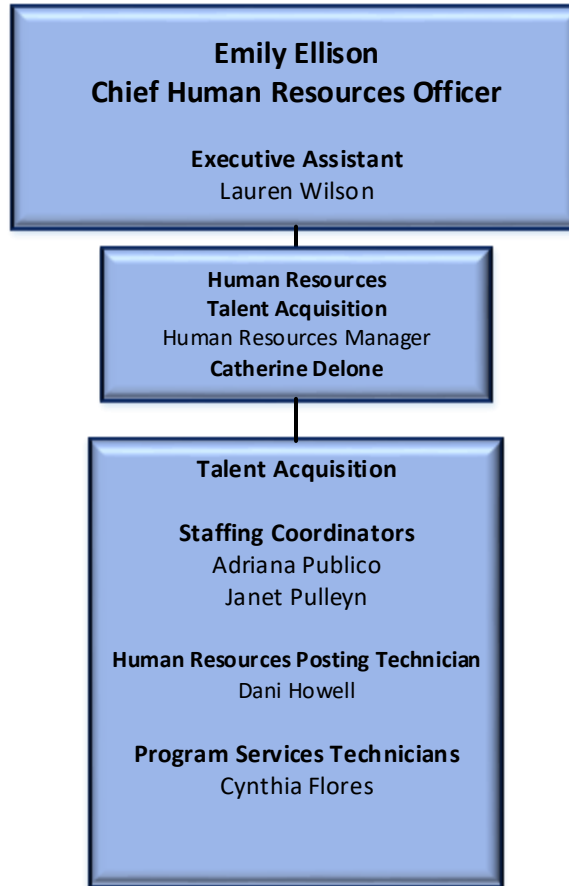 Emily Ellison
Chief Human Resources Officer
Executive Assistant
Lauren Wilson
Human Resources
Talent Acquisition
Human Resources Manager
Catherine Delone
Talent Acquisition
Staffing Coordinators
Adriana Publico
Janet Pulleyn
Human Resources Posting Technician
Dani Howell
Program Services Technicians
Cynthia Flores